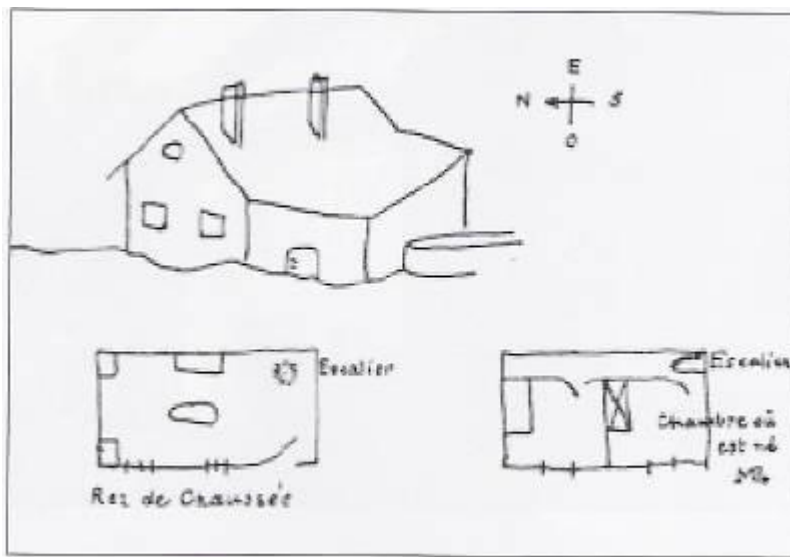 E
N S
O
Escalier
Rez de Chaussée
Escalier
Chambre où
est né